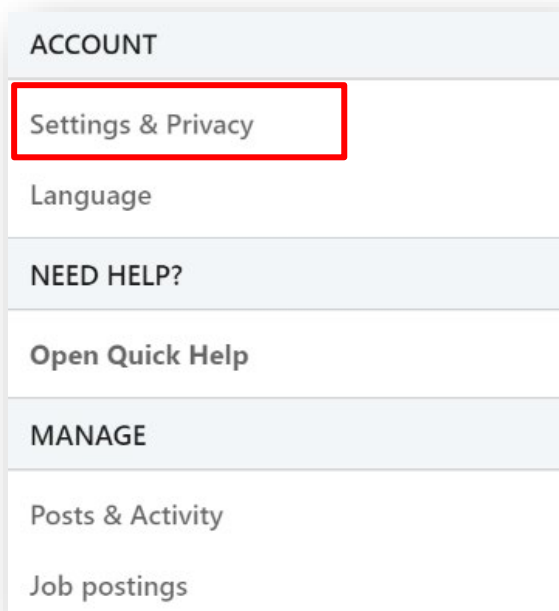 ACCOUNT
Settings & Privacy
Language
NEED HELP?
Open Quick Help
MANAGE
Posts & Activity
Job postings